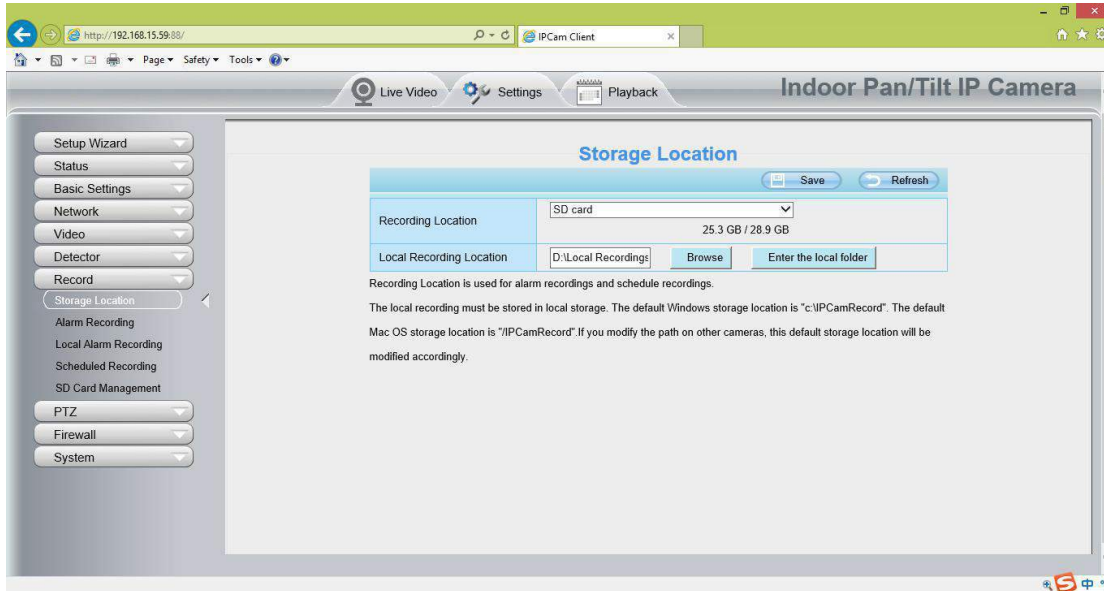 http://192.168.15.59:88/
IPCam Client
Page Safety Tools
Live Video Settings Playback
Indoor Pan/Tilt IP Camera
Setup Wizard
Status
Basic Settings
Network
Video
Detector
Record
Storage Location
Alarm Recording
Local Alarm Recording
Scheduled Recording
SD Card Management
PTZ
Firewall
System
Storage Location
Save Refresh
Recording Location
SD card
25.3 GB / 28.9 GB
Local Recording Location D:\Local Recordings Browse Enter the local folder
Recording Location is used for alarm recordings and schedule recordings.
The local recording must be stored in local storage. The default Windows storage location is "c:\IPCamRecord". The default
Mac OS storage location is "/IPCamRecord".If you modify the path on other cameras, this default storage location will be
modified accordingly.
中